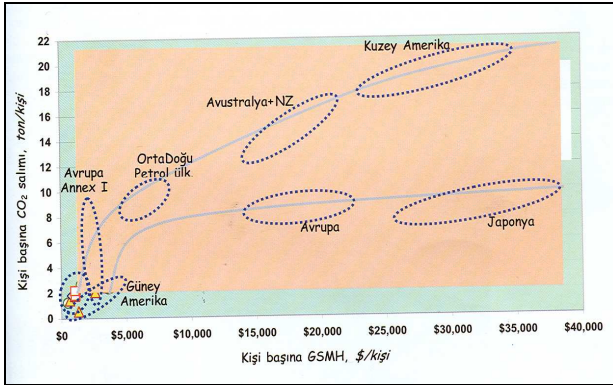 Kişi başına CO2 salımı, ton/kişi
22
20
18
16
14
12
10
8
6
4
2
0
Kuzey Amerika
Avustralya+NZ
OrtaDoğu
Petrol ülk.
Avrupa
Annex I
Avrupa
Japonya
Güney
Amerika
$0
$5,000
$10,000
$15,000
$20,000
$25,000
$30,000
$35,000
$40,000
Kişi başına GSMH, $/kişi